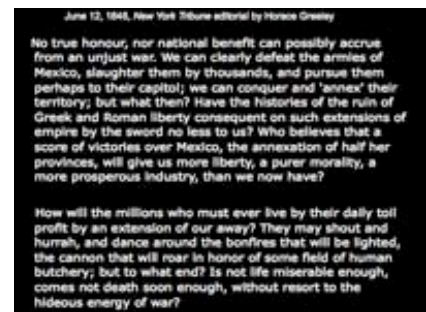 June 12, 1846, New York Tribune editorial by Horace Greeley
No true honour, nor national benefit can possibly accrue
from an unjust war. We can clearly defeat the armies of
Mexico, slaughter them by thousands, and pursue them
perhaps to their capitol; we can conquer and 'annex' their
territory; but what then? Have the histories of the ruin of
Greek and Roman liberty consequent on such extensions of
empire by the sword no less to us? Who believes that a
score of victories over Mexico, the annexation of half her
provinces, will give us more liberty, a purer morality, a
more prosperous industry, than we now have?
How will the millions who must ever live by their daily toil
profit by an extension of our away? They may shout and
hurrah, and dance around the bonfires that will be lighted,
the cannon that will roar in honor of some field of human
butchery; but to what end? Is not life miserable enough,
comes not death soon enough, without resort to the
hideous energy of war?